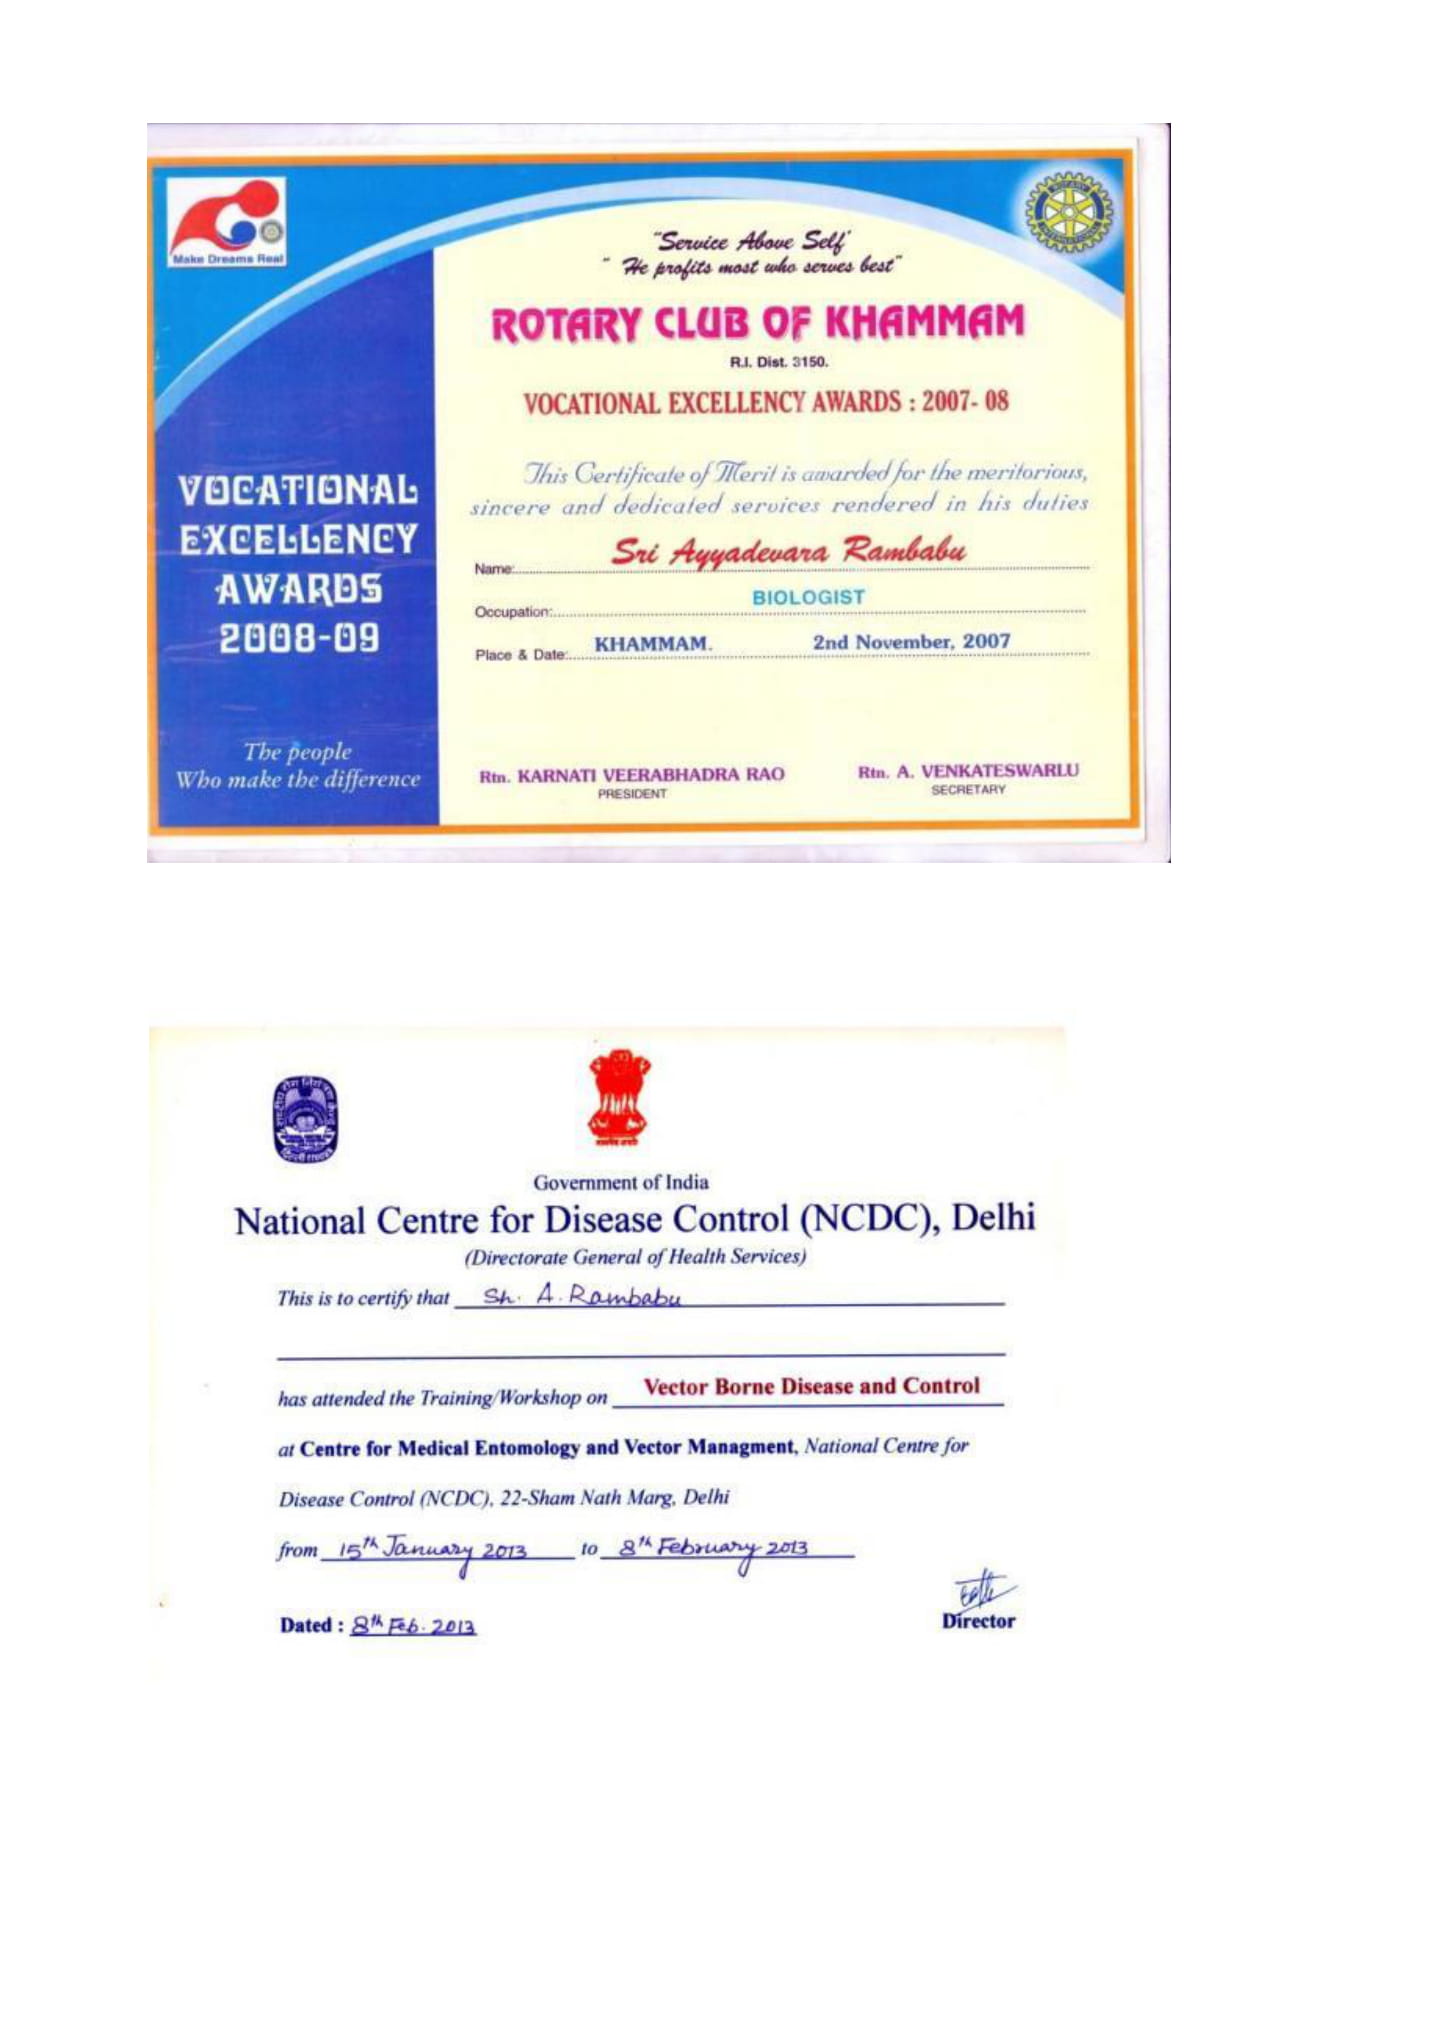 Make Dreams Real
ROTARY
INTERNATIONAL
"Service Above Self'
" He profits most who serves best"
ROTARY CLUB OF KHAMMAM
R.I. Dist. 3150.
VOCATIONAL EXCELLENCY AWARDS : 2007- 08
This Certificate of Merit is awarded for the meritorious,
sincere and dedicated services rendered in his duties
Name: Sri Ayyadevara Rambabu
Occupation: BIOLOGIST
Place & Date: KHAMMAM. 2nd November, 2007
Rtn. KARNATI VEERABHADRA RAO
PRESIDENT
Rtn. A. VENKATESWARLU
SECRETARY
VOCATIONAL
EXCELLENCY
AWARDS
2008-09
The people
Who make the difference
Government of India
National Centre for Disease Control (NCDC), Delhi
(Directorate General of Health Services)
This is to certify that Sh. A. Rambabu
has attended the Training/Workshop on Vector Borne Disease and Control
at Centre for Medical Entomology and Vector Managment, National Centre for
Disease Control (NCDC), 22-Sham Nath Marg, Delhi
from 15th January 2013 to 8th February 2013
Dated : 8th Feb. 2013
Director